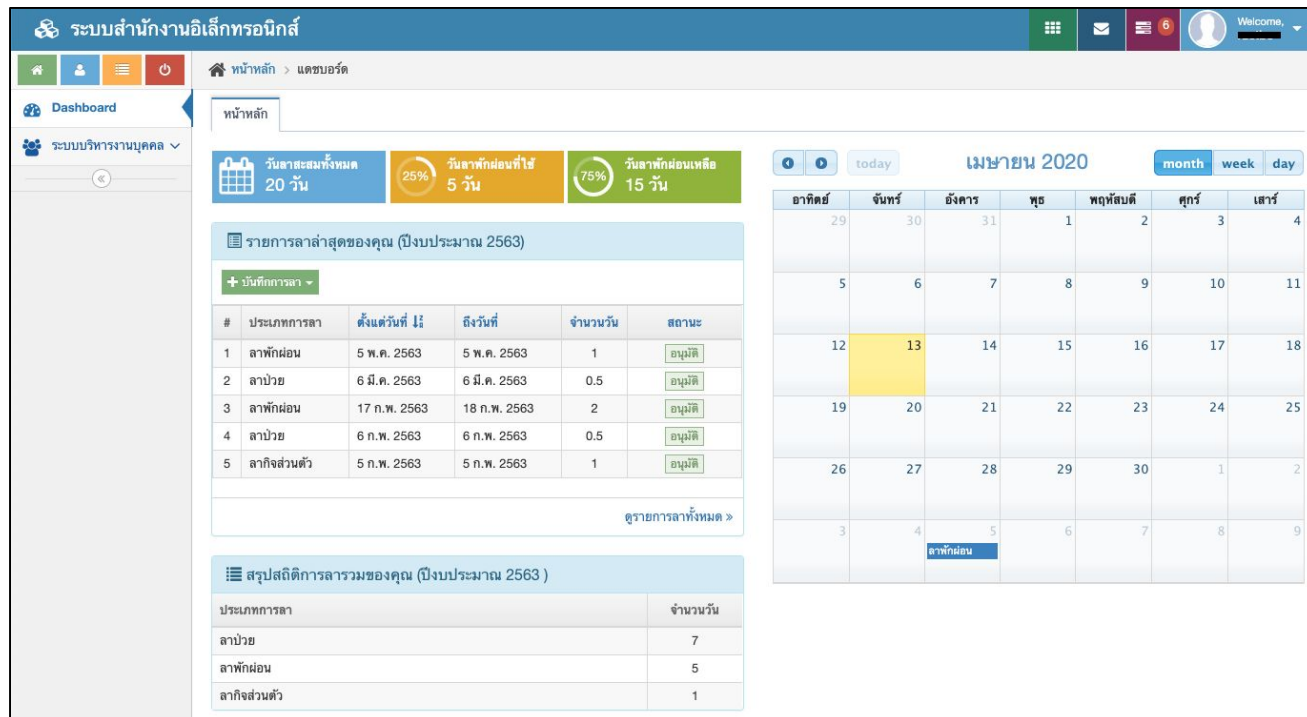 ระบบสำนักงานอิเล็กทรอนิกส์
6
Welcome,
หน้าหลัก > แดชบอร์ด
Dashboard
ระบบบริหารงานบุคคล
หน้าหลัก
วันลาสะสมทั้งหมด
20 วัน
25%
วันลาพักผ่อนที่ใช้
5 วัน
75%
วันลาพักผ่อนเหลือ
15 วัน
รายการลาล่าสุดของคุณ (ปีงบประมาณ 2563)
+ บันทึกการลา
# ประเภทการลา ตั้งแต่วันที่ ถึงวันที่ จำนวนวัน สถานะ
1 ลาพักผ่อน 5 พ.ค. 2563 5 พ.ค. 2563 1 อนุมัติ
2 ลาป่วย 6 มี.ค. 2563 6 มี.ค. 2563 0.5 อนุมัติ
3 ลาพักผ่อน 17 ก.พ. 2563 18 ก.พ. 2563 2 อนุมัติ
4 ลาป่วย 6 ก.พ. 2563 6 ก.พ. 2563 0.5 อนุมัติ
5 ลากิจส่วนตัว 5 ก.พ. 2563 5 ก.พ. 2563 1 อนุมัติ
ดูรายการลาทั้งหมด »
สรุปสถิติการลารวมของคุณ (ปีงบประมาณ 2563 )
ประเภทการลา จำนวนวัน
ลาป่วย 7
ลาพักผ่อน 5
ลากิจส่วนตัว 1
today เมษายน 2020 month week day
อาทิตย์ จันทร์ อังคาร พุธ พฤหัสบดี ศุกร์ เสาร์
29 30 31 1 2 3 4
5 6 7 8 9 10 11
12 13 14 15 16 17 18
19 20 21 22 23 24 25
26 27 28 29 30 1 2
3 4 5 6 7 8 9
ลาพักผ่อน